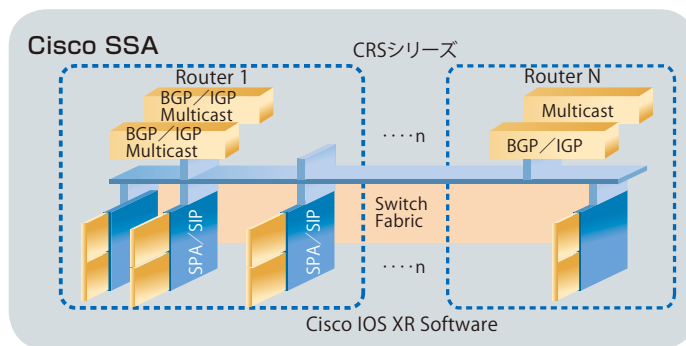 Cisco SSA
CRSシリーズ
Router 1
Router N
BGP／IGP
Multicast
BGP／IGP
Multicast
‥‥n
Multicast
BGP／IGP
SPA／SIP
SPA／SIP
Switch
Fabric
‥‥n
Cisco IOS XR Software